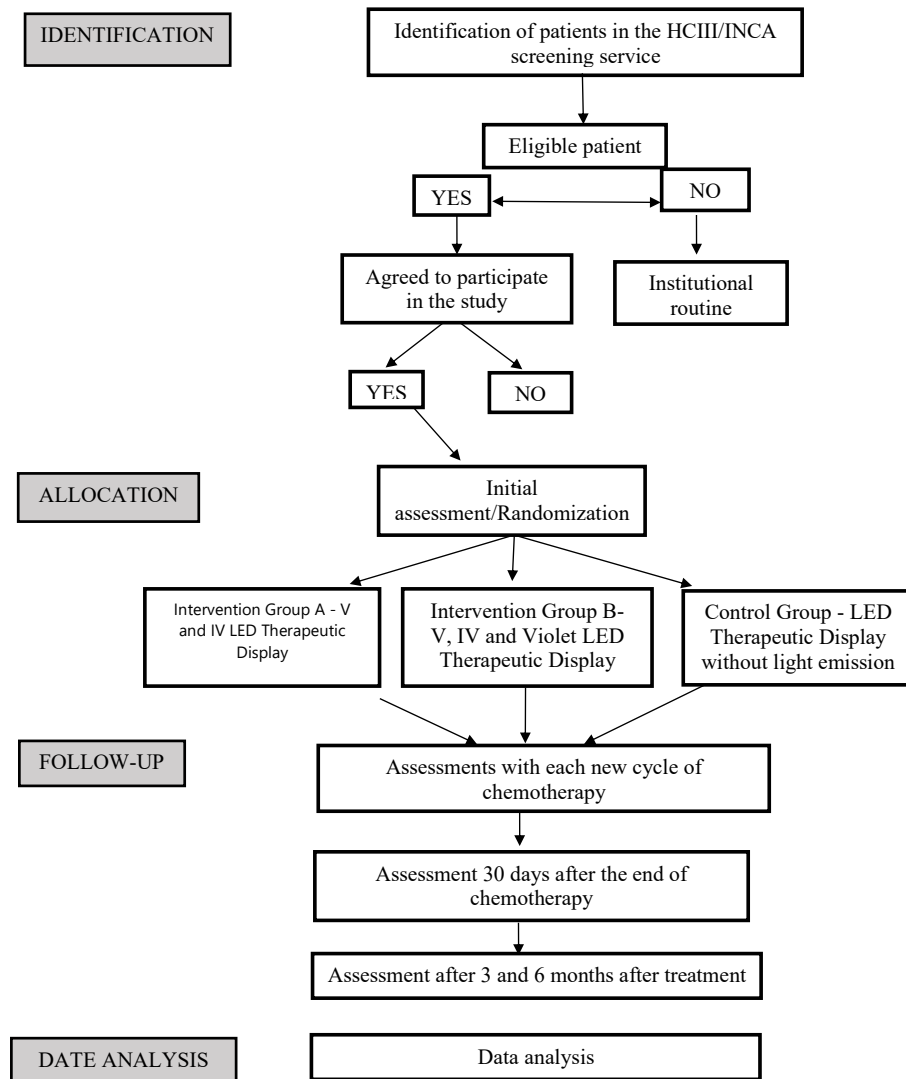 IDENTIFICATION
Identification of patients in the HCIII/INCA
screening service
Eligible patient
YES
NO
Agreed to participate
in the study
Institutional
routine
YES
NO
ALLOCATION
Initial
assessment/Randomization
Intervention Group A - V
and IV LED Therapeutic
Display
Intervention Group B-
V, IV and Violet LED
Therapeutic Display
Control Group - LED
Therapeutic Display
without light emission
FOLLOW-UP
Assessments with each new cycle of
chemotherapy
Assessment 30 days after the end of
chemotherapy
Assessment after 3 and 6 months after treatment
DATE ANALYSIS
Data analysis